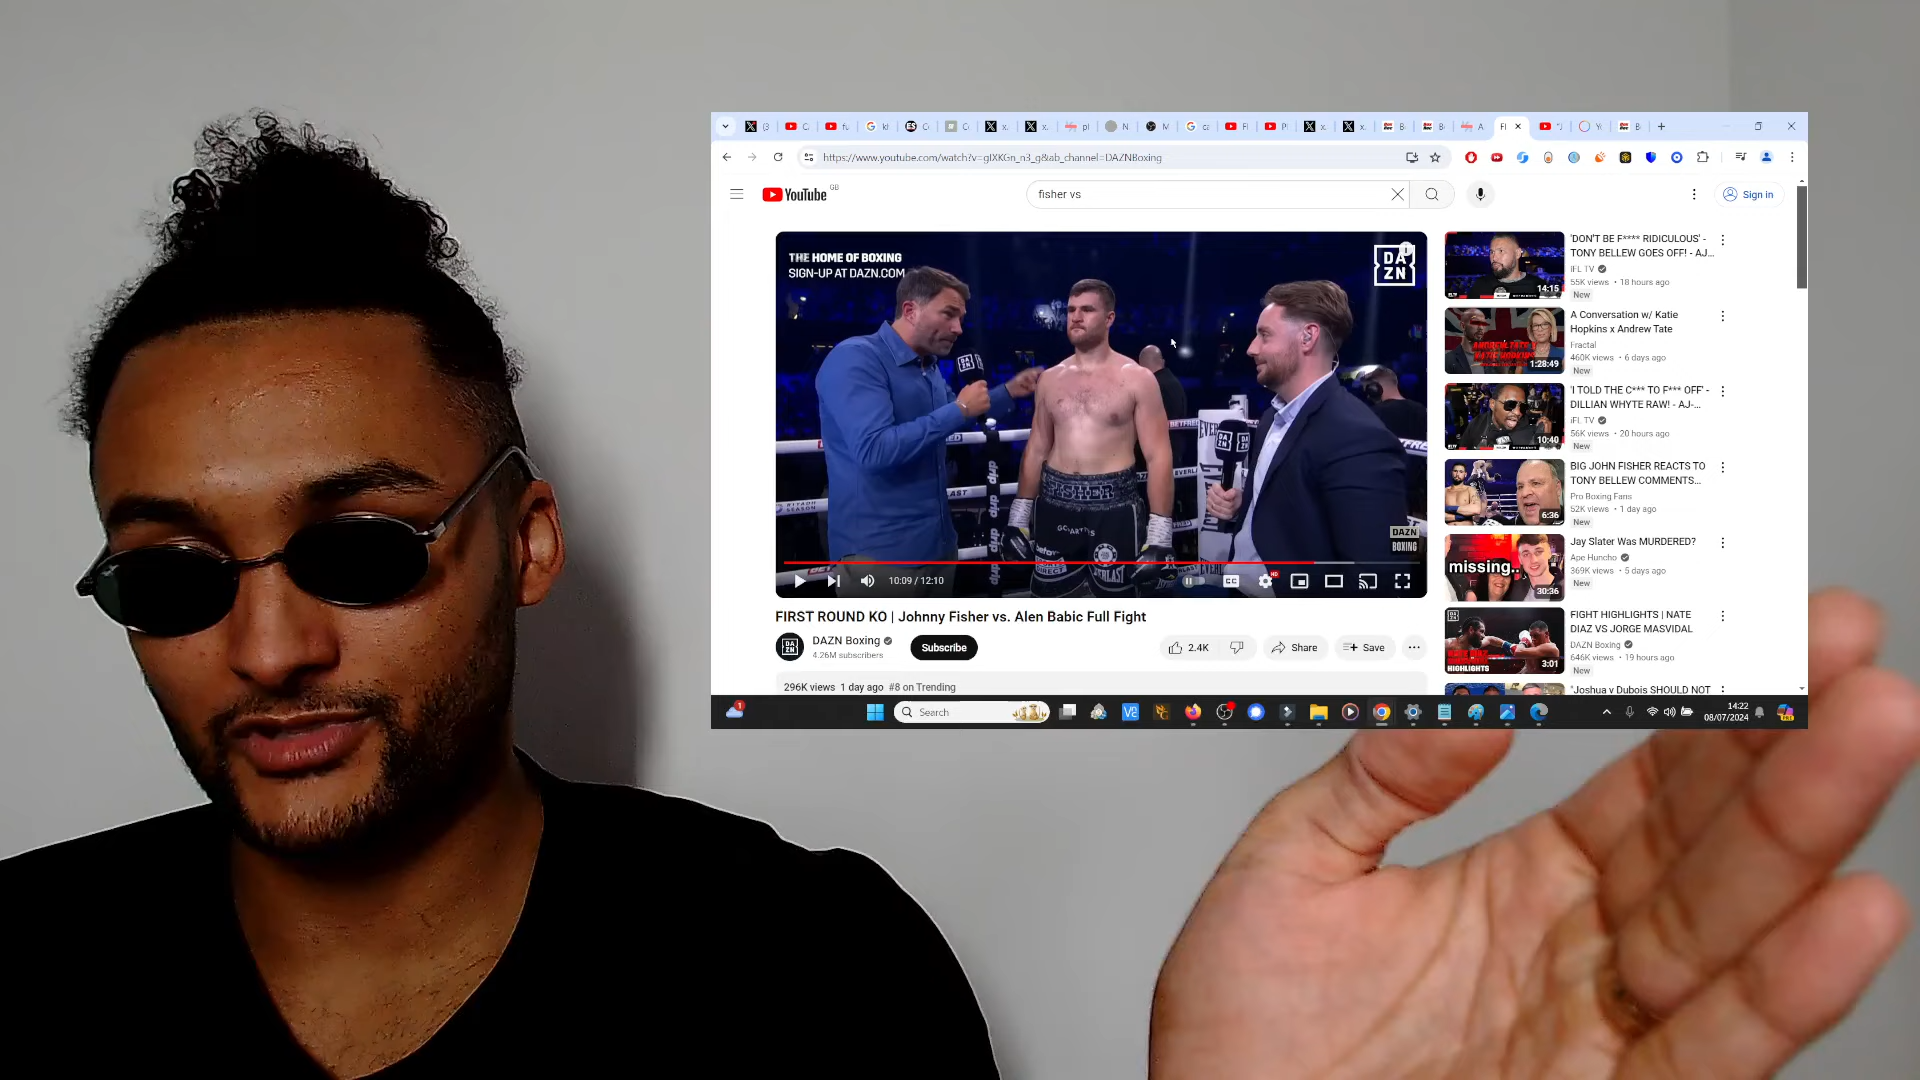 https://www.youtube.com/watch?v=gIXKGn_n3_g&ab_channel=DAZNBoxing
YouTube GB
fisher vs
Sign in
THE HOME OF BOXING
SIGN-UP AT DAZN.COM
DAZN
FISHER
DAZN
BOXING
10:09 / 12:10
FIRST ROUND KO | Johnny Fisher vs. Alen Babic Full Fight
DAZN Boxing
4.26M subscribers
Subscribe
2.4K
Share
Save
296K views 1 day ago #8 on Trending
'DON'T BE F**** RIDICULOUS' -
TONY BELLEW GOES OFF! - AJ...
iFL TV
55K views • 18 hours ago
New
14:15
A Conversation w/ Katie
Hopkins x Andrew Tate
Fractal
460K views • 6 days ago
New
1:28:49
'I TOLD THE C*** TO F*** OFF' -
DILLIAN WHYTE RAW! - AJ-...
iFL TV
56K views • 20 hours ago
New
10:40
BIG JOHN FISHER REACTS TO
TONY BELLEW COMMENTS...
Pro Boxing Fans
52K views • 1 day ago
New
6:36
Jay Slater Was MURDERED?
Ape Huncho
369K views • 5 days ago
New
missing..
30:36
FIGHT HIGHLIGHTS | NATE
DIAZ VS JORGE MASVIDAL
DAZN Boxing
646K views • 19 hours ago
New
HIGHLIGHTS
3:01
"Joshua v Dubois SHOULD NOT
Search
14:22
08/07/2024